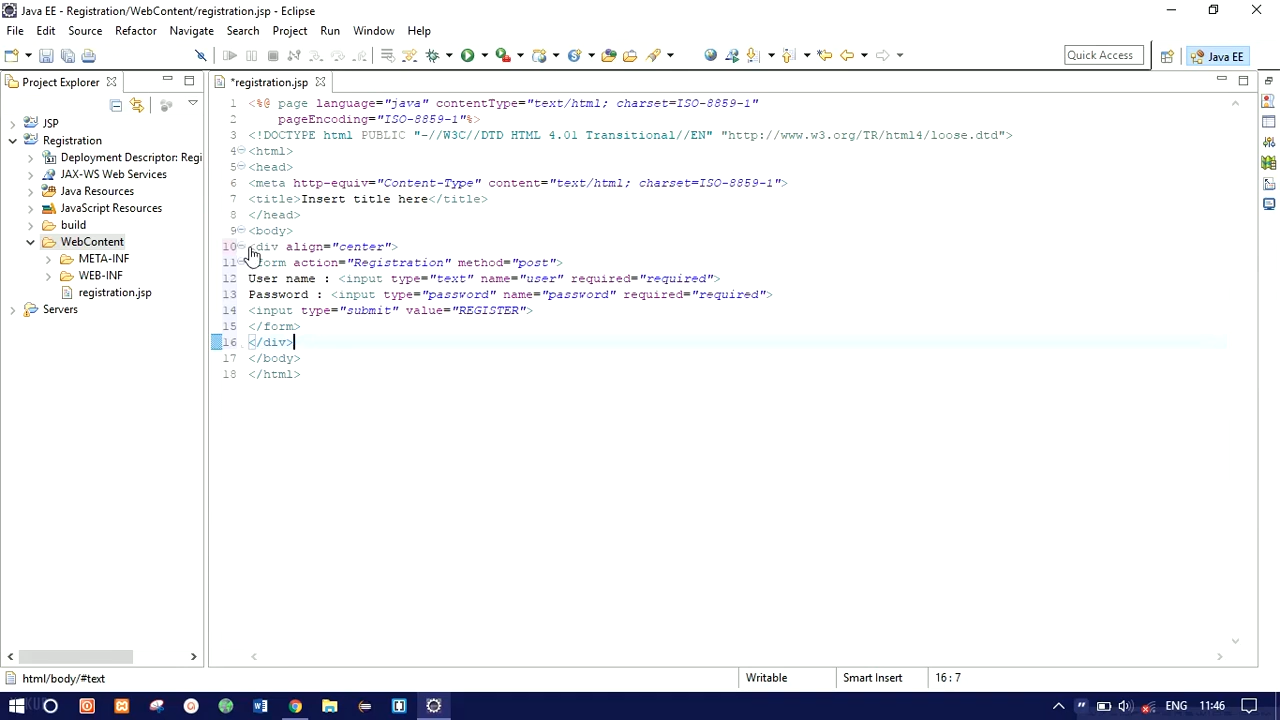 Java EE - Registration/WebContent/registration.jsp - Eclipse
File Edit Source Refactor Navigate Search Project Run Window Help
Quick Access
Java EE
Project Explorer
*registration.jsp
JSP
Registration
Deployment Descriptor: Regi
JAX-WS Web Services
Java Resources
JavaScript Resources
build
WebContent
META-INF
WEB-INF
registration.jsp
Servers
1 <%@ page language="java" contentType="text/html; charset=ISO-8859-1"
2 pageEncoding="ISO-8859-1"%>
3 <!DOCTYPE html PUBLIC "-//W3C//DTD HTML 4.01 Transitional//EN" "http://www.w3.org/TR/html4/loose.dtd">
4 <html>
5 <head>
6 <meta http-equiv="Content-Type" content="text/html; charset=ISO-8859-1">
7 <title>Insert title here</title>
8 </head>
9 <body>
10 <div align="center">
11 form action="Registration" method="post">
12 User name : <input type="text" name="user" required="required">
13 Password : <input type="password" name="password" required="required">
14 <input type="submit" value="REGISTER">
15 </form>
16 </div>
17 </body>
18 </html>
html/body/#text
Writable
Smart Insert
16 : 7
ENG
11:46